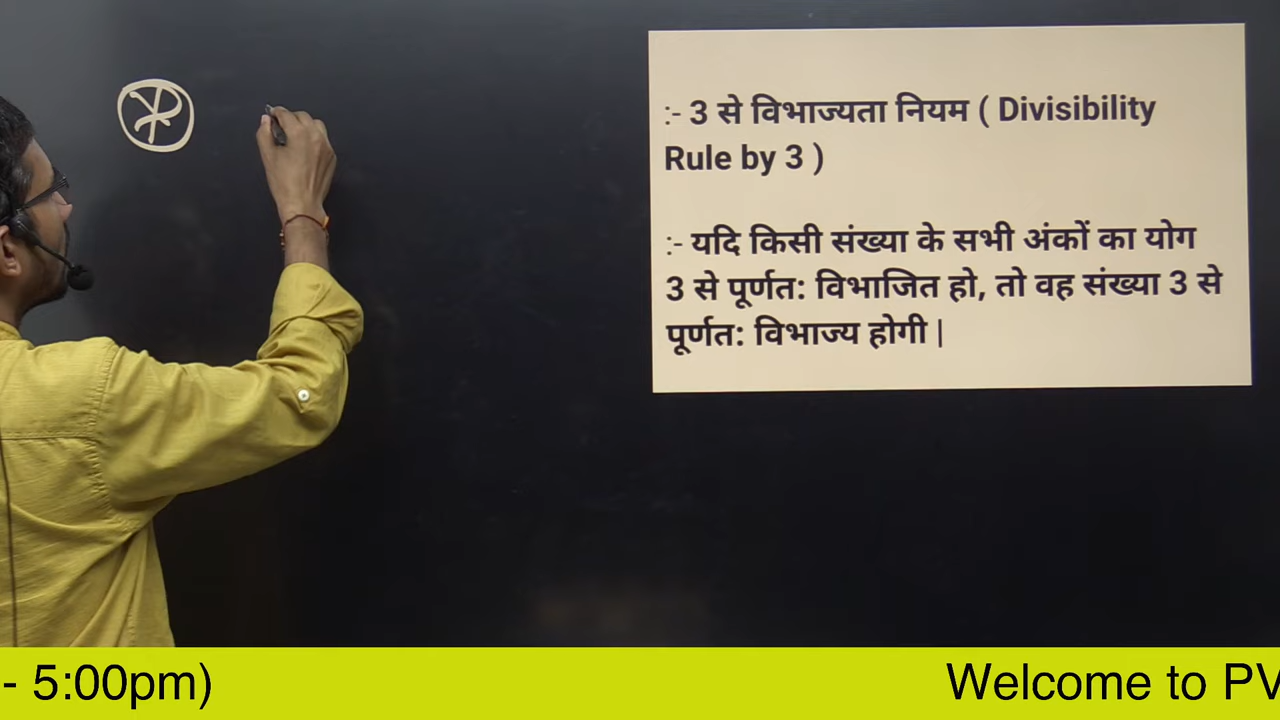 :- 3 से विभाज्यता नियम ( Divisibility
Rule by 3 )
:- यदि किसी संख्या के सभी अंकों का योग
3 से पूर्णत: विभाजित हो, तो वह संख्या 3 से
पूर्णत: विभाज्य होगी |
- 5:00pm) Welcome to PV